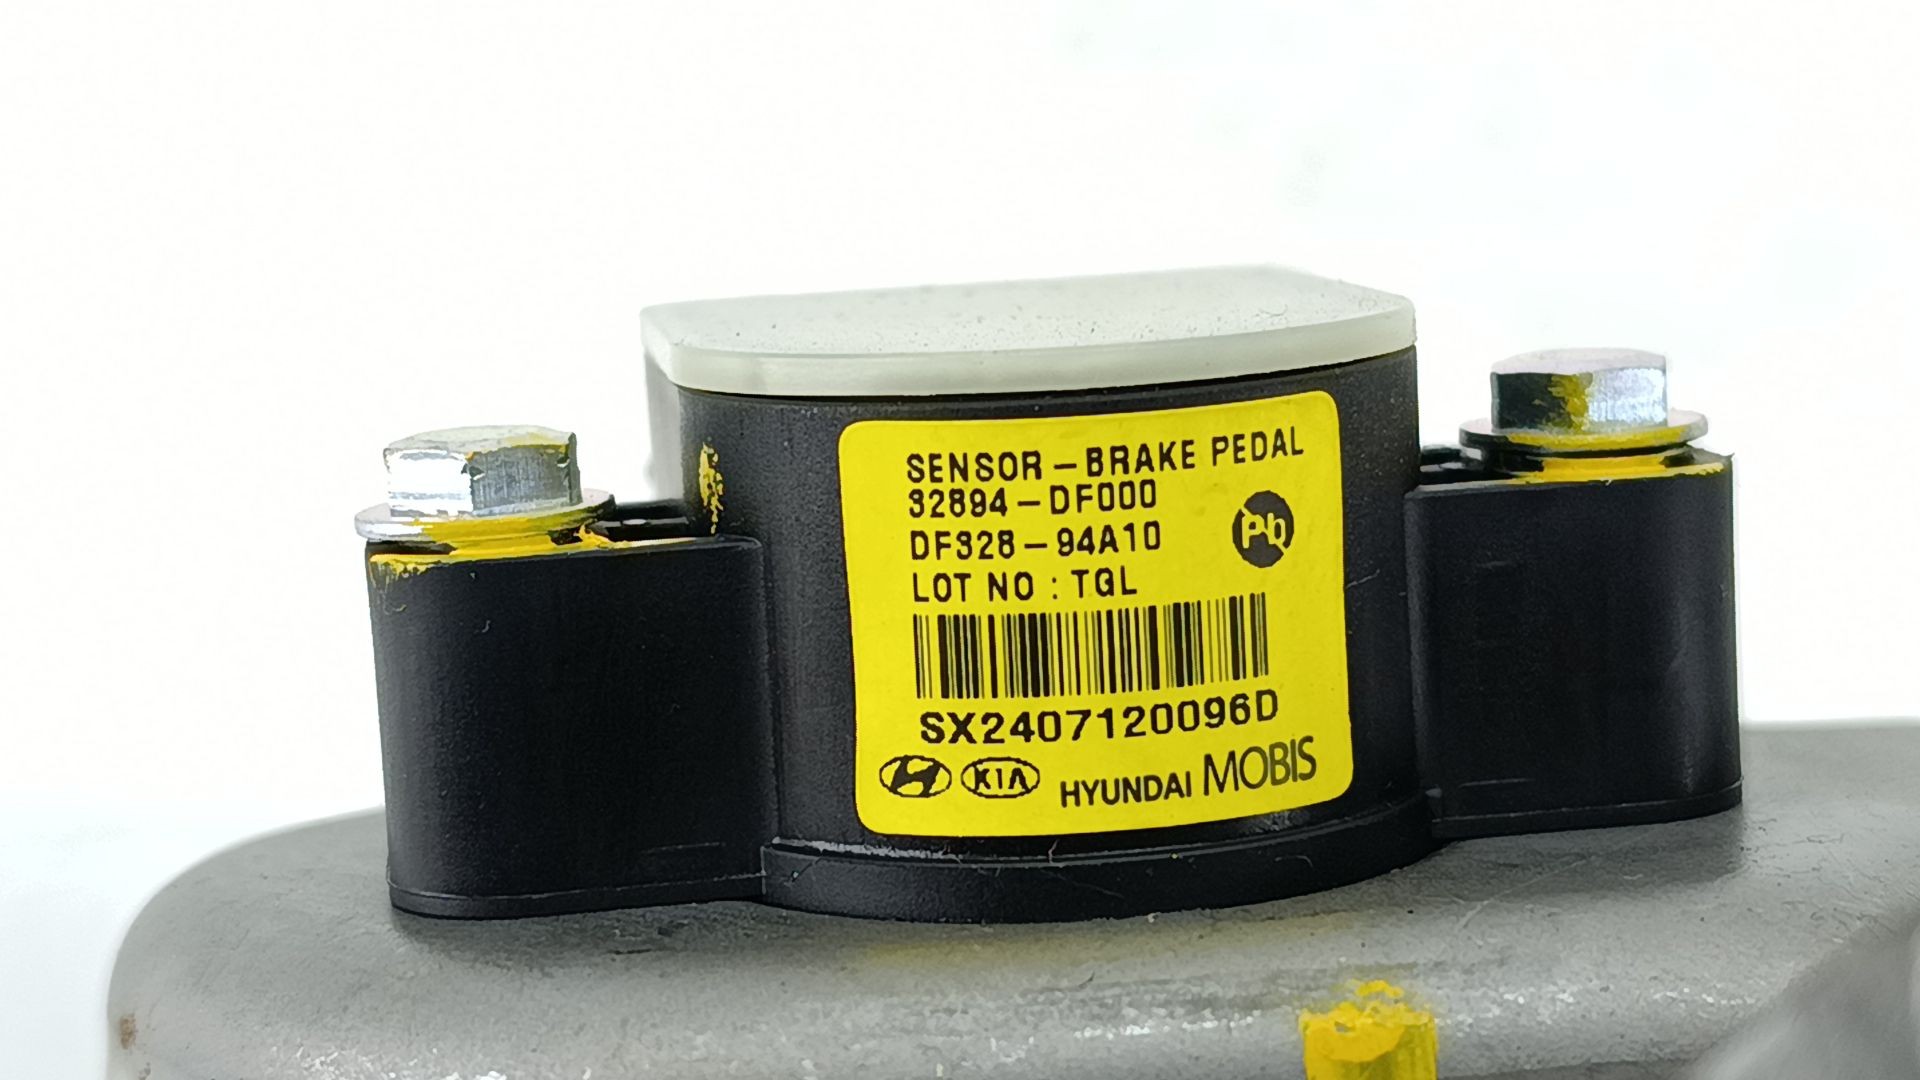 SENSOR-BRAKE PEDAL
32894-DF000
DF328-94A10
Pb
LOT NO : TGL
SX2407120096D
KIA HYUNDAI MOBIS